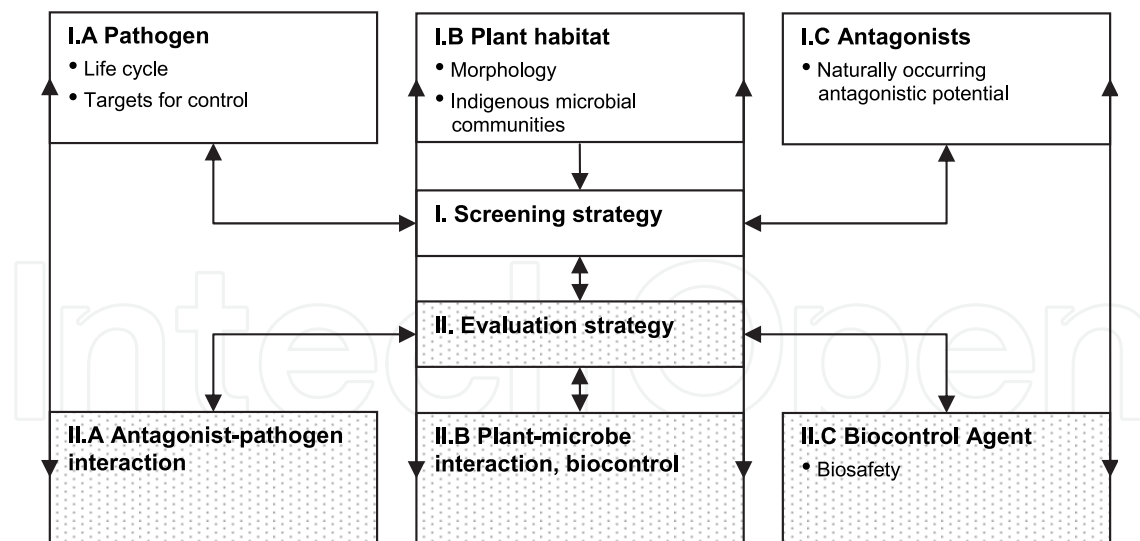 I.A Pathogen
• Life cycle
• Targets for control
I.B Plant habitat
• Morphology
• Indigenous microbial
communities
I.C Antagonists
• Naturally occurring
antagonistic potential
I. Screening strategy
II. Evaluation strategy
II.A Antagonist-pathogen
interaction
II.B Plant-microbe
interaction, biocontrol
II.C Biocontrol Agent
• Biosafety
IntechOpen